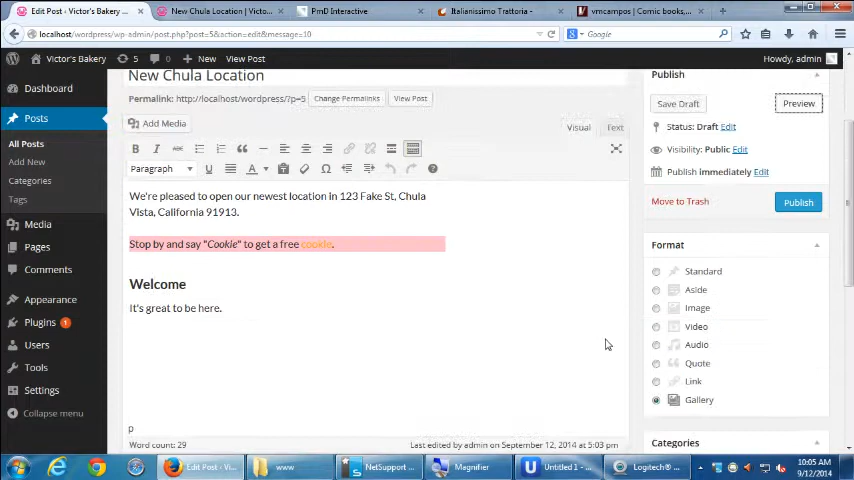 Edit Post ‹ Victor's Bakery ...
New Chula Location | Victo...
PmD Interactive
Italianissimo Trattoria -
vmcampos | Comic books,...
localhost/wordpress/wp-admin/post.php?post=5&action=edit&message=10
Google
Victor's Bakery
1
0
New
View Post
Howdy, admin
Dashboard
Posts
All Posts
Add New
Categories
Tags
Media
Pages
Comments
Appearance
Plugins 1
Users
Tools
Settings
Collapse menu
New Chula Location
Permalink: http://localhost/wordpress/?p=5
Change Permalinks
View Post
Add Media
Visual
Text
B I ABC
Paragraph
U
A
We're pleased to open our newest location in 123 Fake St, Chula
Vista, California 91913.
Stop by and say "Cookie" to get a free cookie.
Welcome
It's great to be here.
p
Word count: 29
Last edited by admin on September 12, 2014 at 5:03 pm
Publish
Save Draft
Preview
Status: Draft Edit
Visibility: Public Edit
Publish immediately Edit
Move to Trash
Publish
Format
Standard
Aside
Image
Video
Audio
Quote
Link
Gallery
Categories
Edit Post ‹ Vi...
www
NetSupport ...
Magnifier
Untitled 1 - ...
Logitech® ...
10:05 AM
9/12/2014